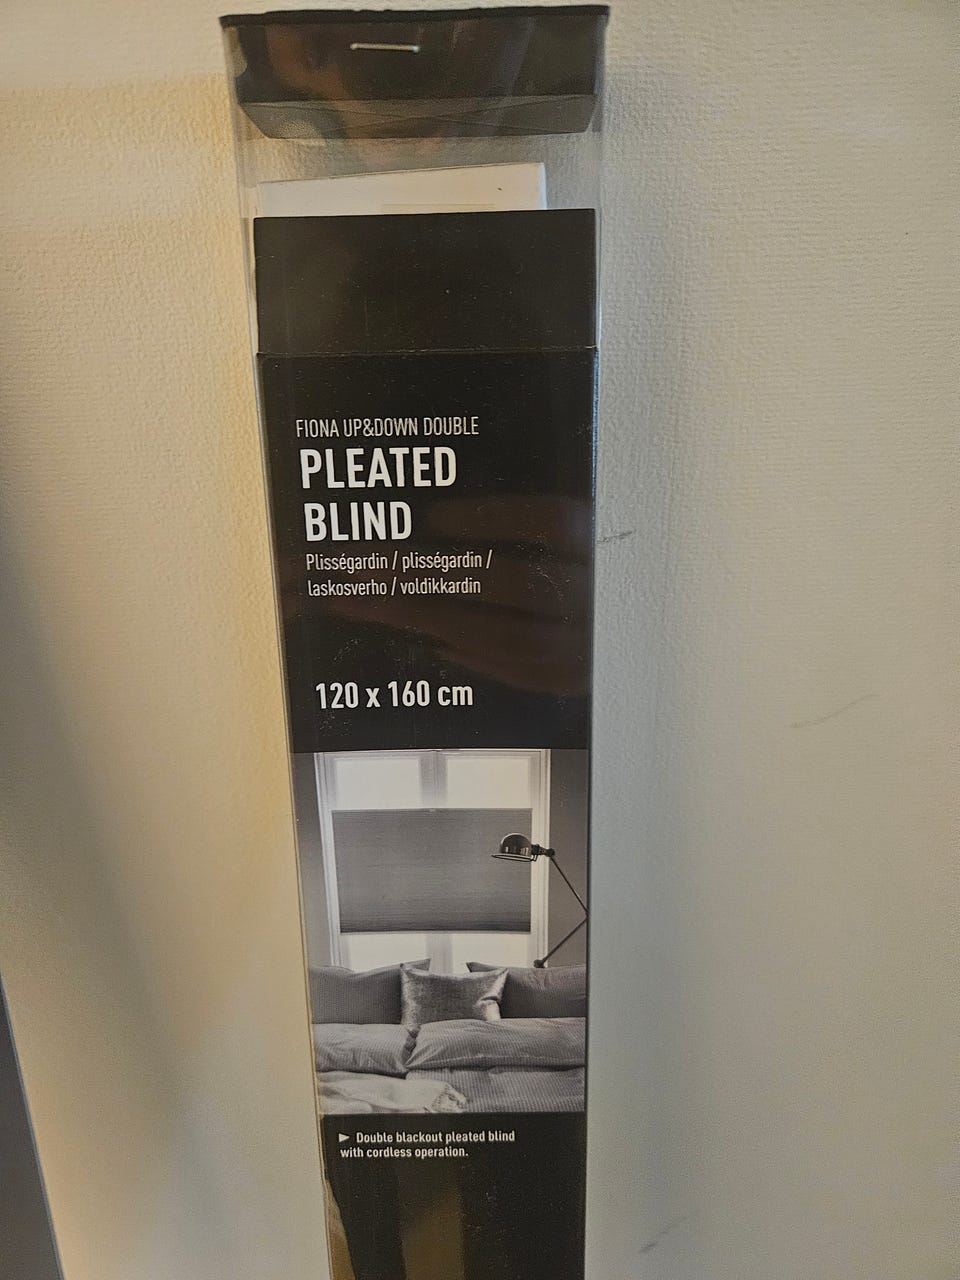 FIONA UP&DOWN DOUBLE
PLEATED
BLIND
Plisségardin / plisségardin /
laskosverho / voldikkardin
120 x 160 cm
► Double blackout pleated blind
with cordless operation.